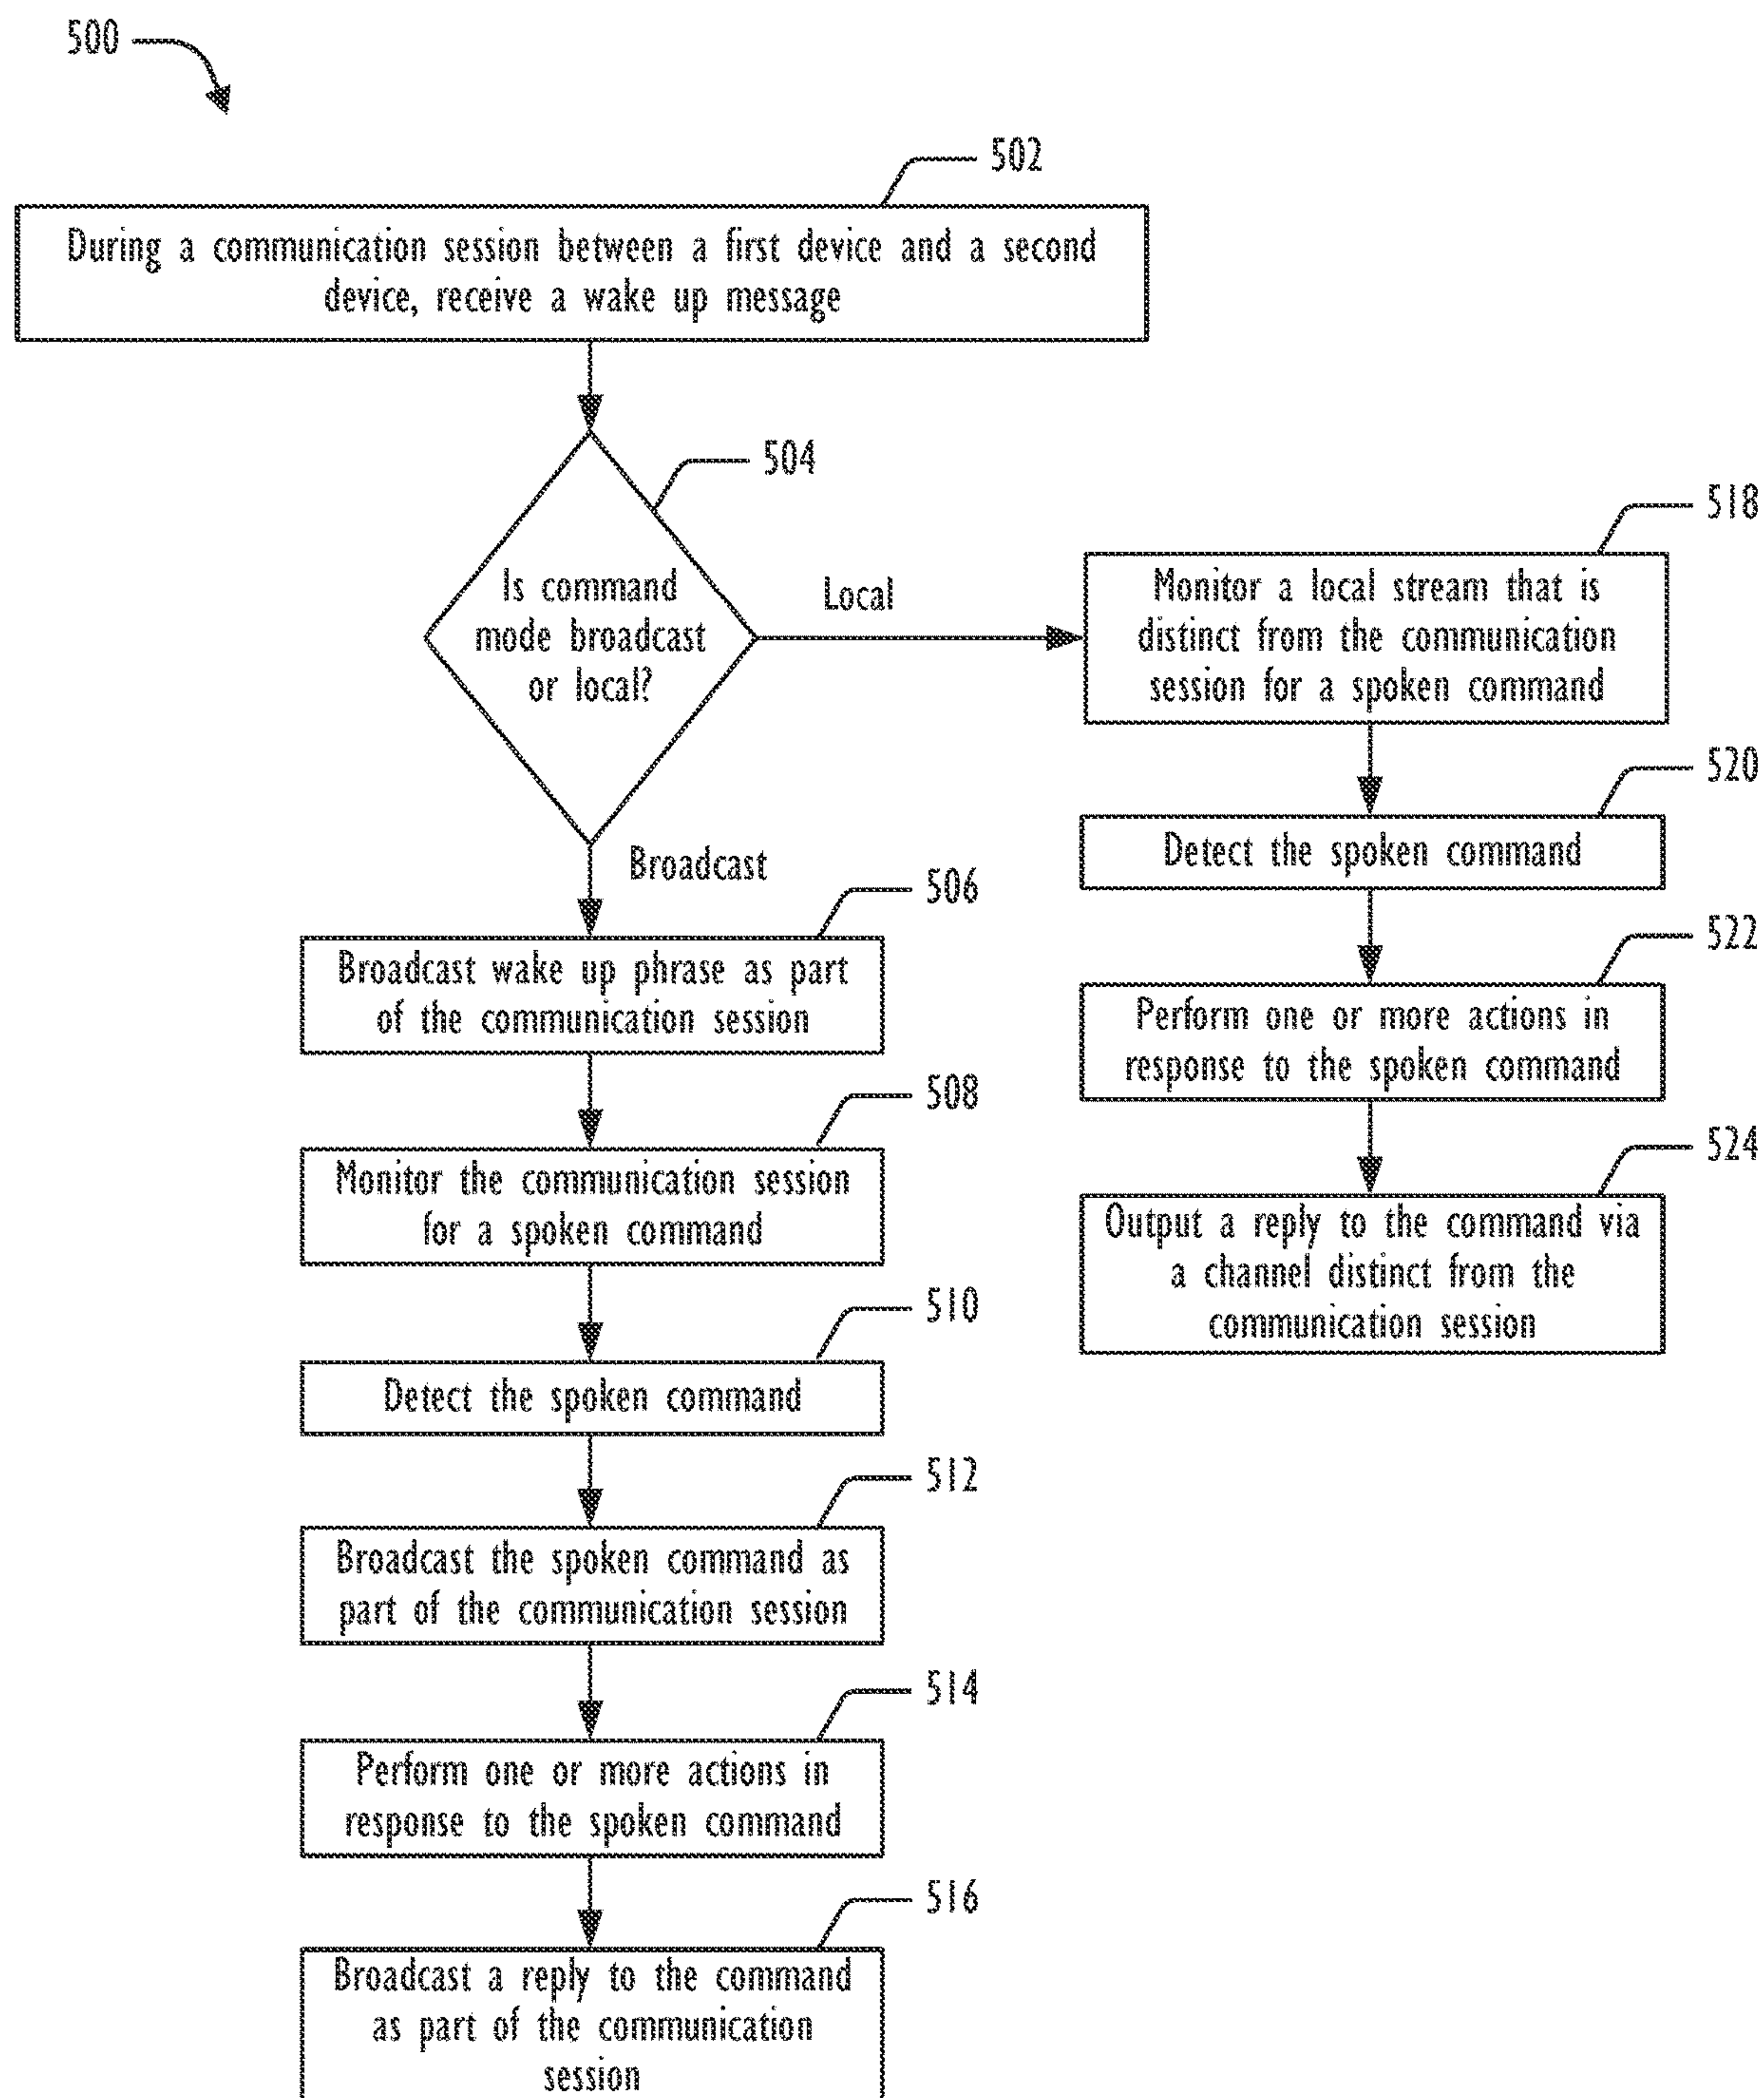 500
502
During a communication session between a first device and a second
device, receive a wake up message
504
Is command
mode broadcast
or local?
Local
Broadcast
506
Broadcast wake up phrase as part
of the communication session
508
Monitor the communication session
for a spoken command
510
Detect the spoken command
512
Broadcast the spoken command as
part of the communication session
514
Perform one or more actions in
response to the spoken command
516
Broadcast a reply to the command
as part of the communication
session
518
Monitor a local stream that is
distinct from the communication
session for a spoken command
520
Detect the spoken command
522
Perform one or more actions in
response to the spoken command
524
Output a reply to the command via
a channel distinct from the
communication session